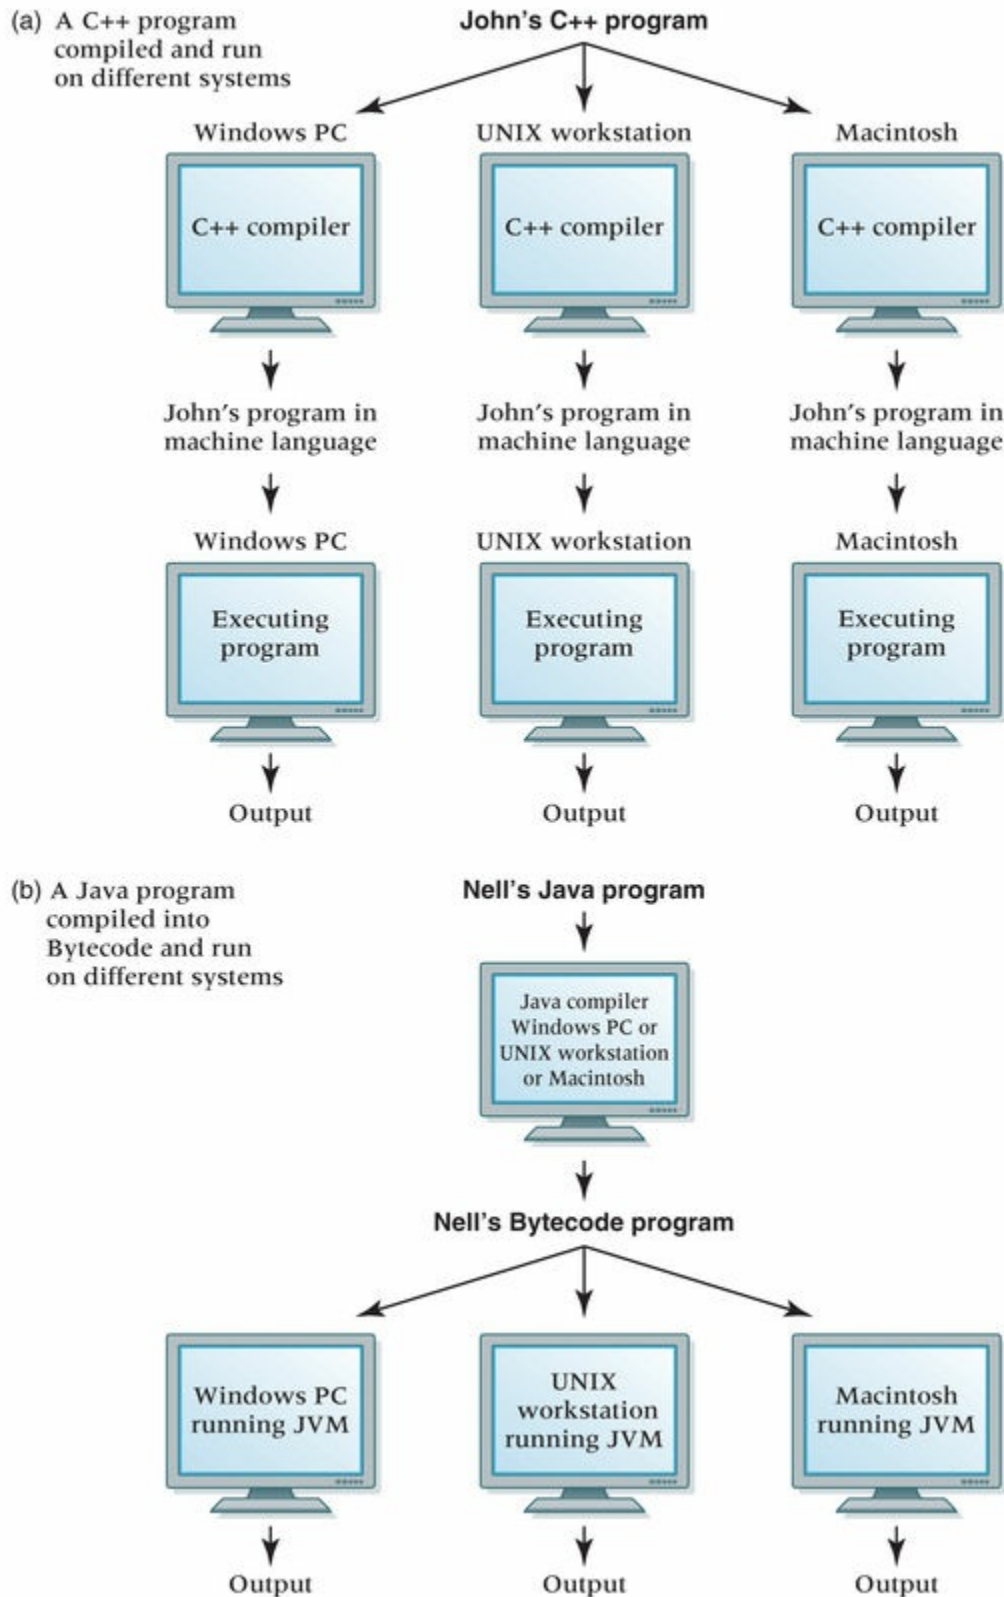 (a) A C++ program
compiled and run
on different systems
John's C++ program
Windows PC
UNIX workstation
Macintosh
C++ compiler
C++ compiler
C++ compiler
John's program in
machine language
John's program in
machine language
John's program in
machine language
Windows PC
UNIX workstation
Macintosh
Executing
program
Executing
program
Executing
program
Output
Output
Output
(b) A Java program
compiled into
Bytecode and run
on different systems
Nell's Java program
Java compiler
Windows PC or
UNIX workstation
or Macintosh
Nell's Bytecode program
Windows PC
running JVM
UNIX
workstation
running JVM
Macintosh
running JVM
Output
Output
Output